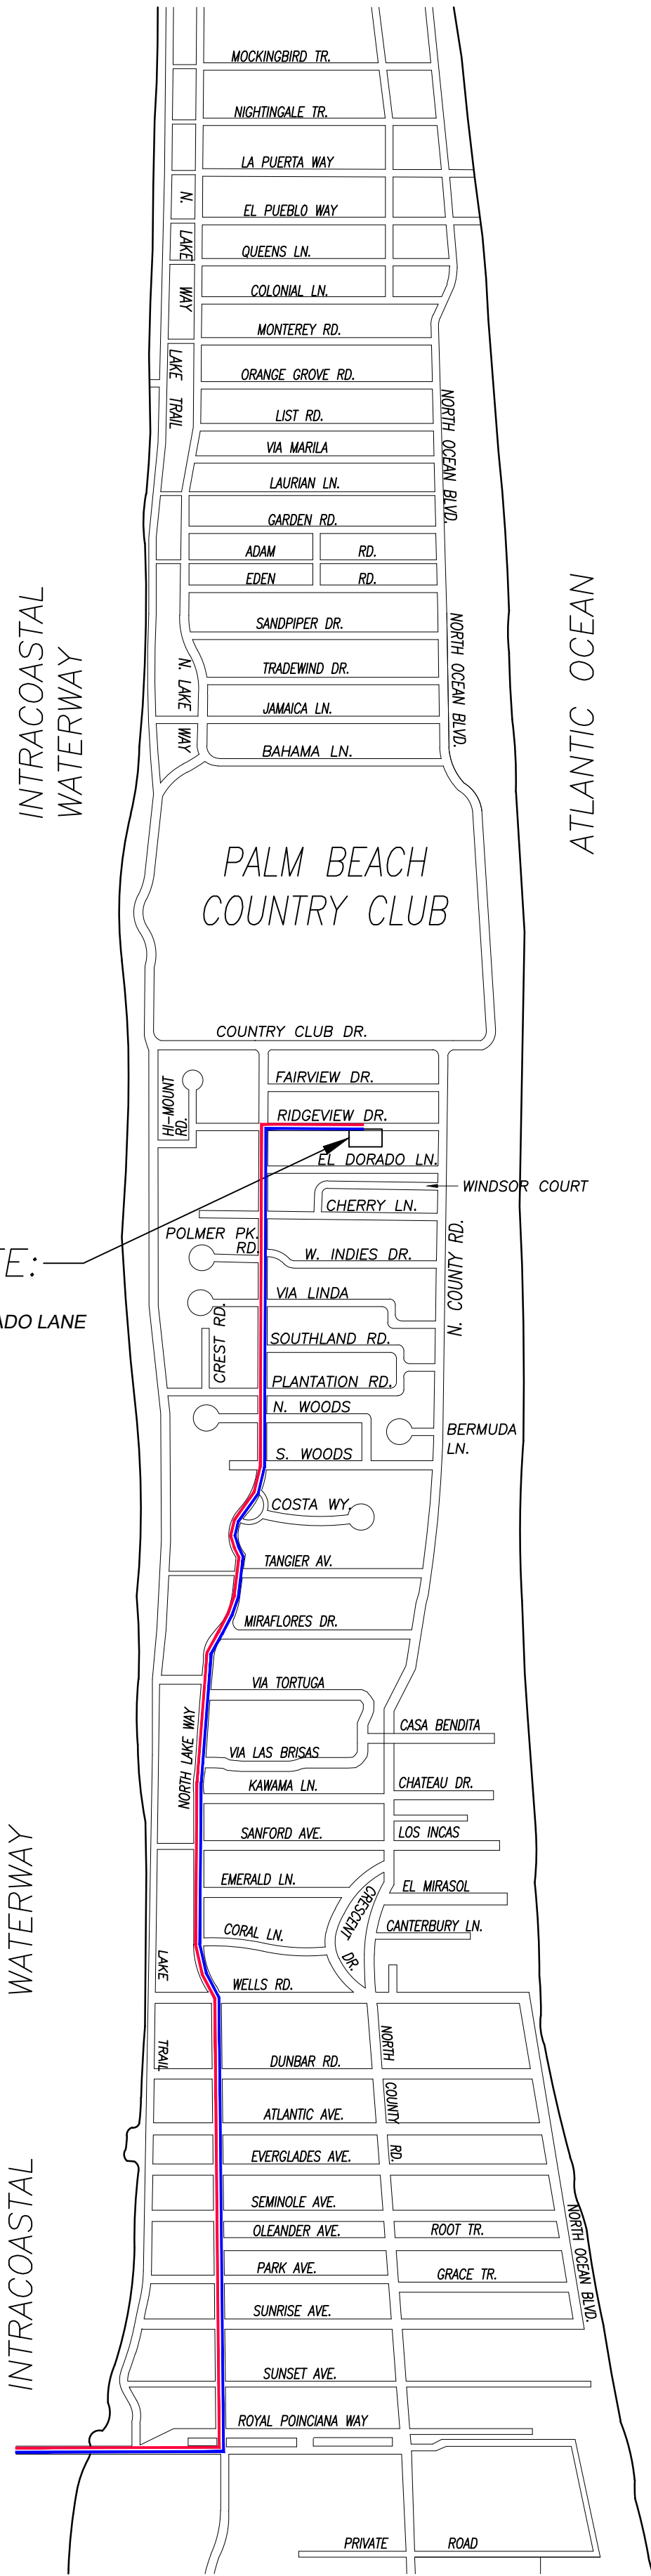 MOCKINGBIRD TR.
NIGHTINGALE TR.
LA PUERTA WAY
N.
LAKE
WAY
EL PUEBLO WAY
QUEENS LN.
COLONIAL LN.
MONTEREY RD.
LAKE TRAIL
ORANGE GROVE RD.
LIST RD.
NORTH OCEAN BLVD.
VIA MARILA
LAURIAN LN.
GARDEN RD.
ADAM RD.
EDEN RD.
INTRACOASTAL
WATERWAY
ATLANTIC OCEAN
SANDPIPER DR.
NORTH OCEAN BLVD.
N. LAKE
WAY
TRADEWIND DR.
JAMAICA LN.
BAHAMA LN.
PALM BEACH
COUNTRY CLUB
COUNTRY CLUB DR.
FAIRVIEW DR.
HI-MOUNT
RD.
RIDGEVIEW DR.
EL DORADO LN.
WINDSOR COURT
CHERRY LN.
POLMER PK.
RD.
W. INDIES DR.
N. COUNTY RD.
TE:
ADO LANE
VIA LINDA
CREST RD.
SOUTHLAND RD.
PLANTATION RD.
N. WOODS
BERMUDA
LN.
S. WOODS
COSTA WY.
TANGIER AV.
MIRAFLORES DR.
VIA TORTUGA
NORTH LAKE WAY
CASA BENDITA
VIA LAS BRISAS
KAWAMA LN.
CHATEAU DR.
SANFORD AVE.
LOS INCAS
EMERALD LN.
EL MIRASOL
CRESCENT
DR.
CORAL LN.
CANTERBURY LN.
WATERWAY
LAKE
TRAIL
WELLS RD.
NORTH
COUNTY
RD.
DUNBAR RD.
ATLANTIC AVE.
EVERGLADES AVE.
INTRACOASTAL
SEMINOLE AVE.
OLEANDER AVE.
ROOT TR.
NORTH OCEAN BLVD.
PARK AVE.
GRACE TR.
SUNRISE AVE.
SUNSET AVE.
ROYAL POINCIANA WAY
PRIVATE ROAD